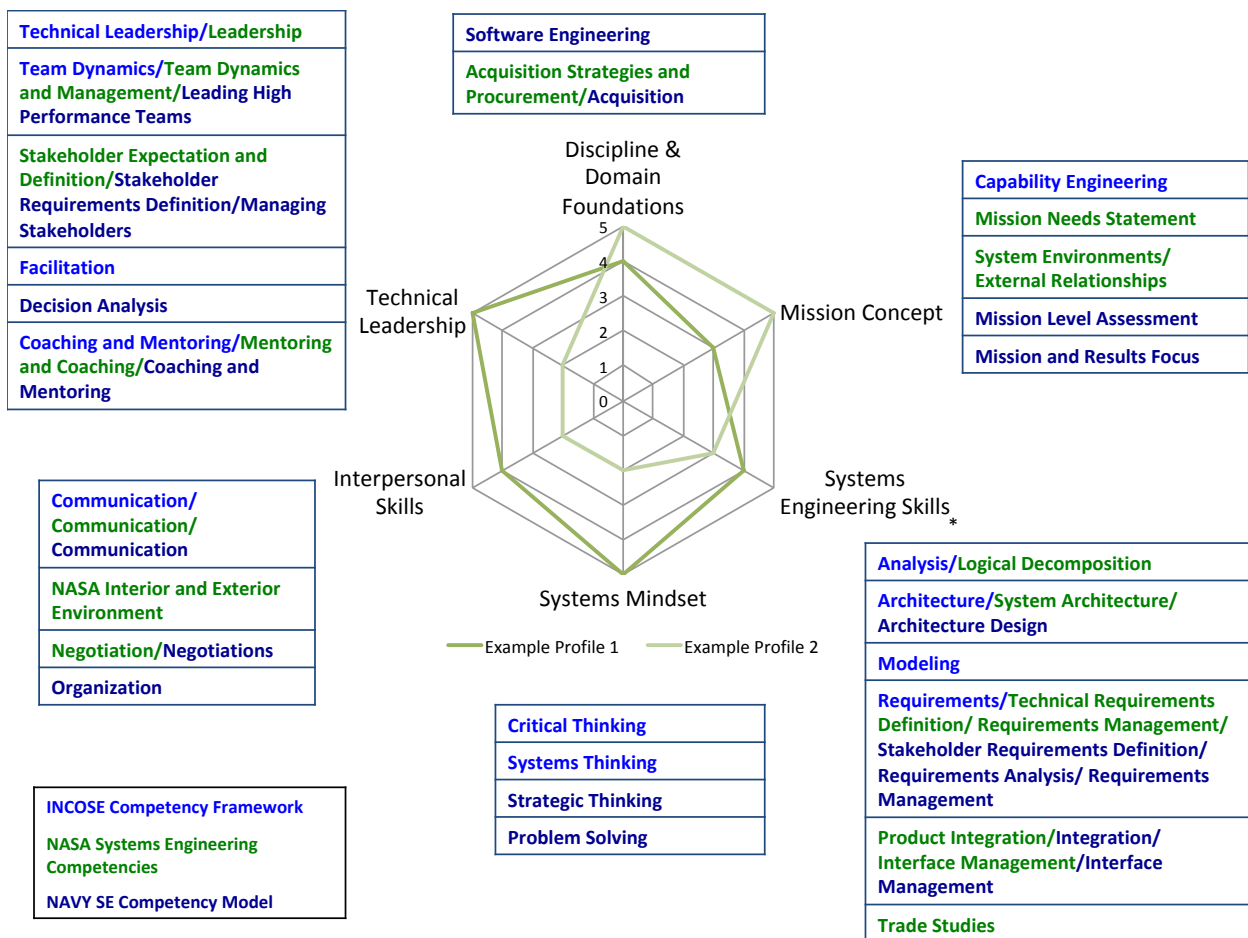 Technical Leadership/Leadership
Team Dynamics/Team Dynamics
and Management/Leading High
Performance Teams
Stakeholder Expectation and
Definition/Stakeholder
Requirements Definition/Managing
Stakeholders
Facilitation
Decision Analysis
Coaching and Mentoring/Mentoring
and Coaching/Coaching and
Mentoring
Software Engineering
Acquisition Strategies and
Procurement/Acquisition
Capability Engineering
Mission Needs Statement
System Environments/
External Relationships
Mission Level Assessment
Mission and Results Focus
Discipline &
Domain
Foundations
5
4
3
2
1
0
Technical
Leadership
Mission Concept
Interpersonal
Skills
Systems
Engineering Skills*
Systems Mindset
Example Profile 1
Example Profile 2
Communication/
Communication/
Communication
NASA Interior and Exterior
Environment
Negotiation/Negotiations
Organization
Analysis/Logical Decomposition
Architecture/System Architecture/
Architecture Design
Modeling
Requirements/Technical Requirements
Definition/ Requirements Management/
Stakeholder Requirements Definition/
Requirements Analysis/ Requirements
Management
Product Integration/Integration/
Interface Management/Interface
Management
Trade Studies
Critical Thinking
Systems Thinking
Strategic Thinking
Problem Solving
INCOSE Competency Framework
NASA Systems Engineering
Competencies
NAVY SE Competency Model